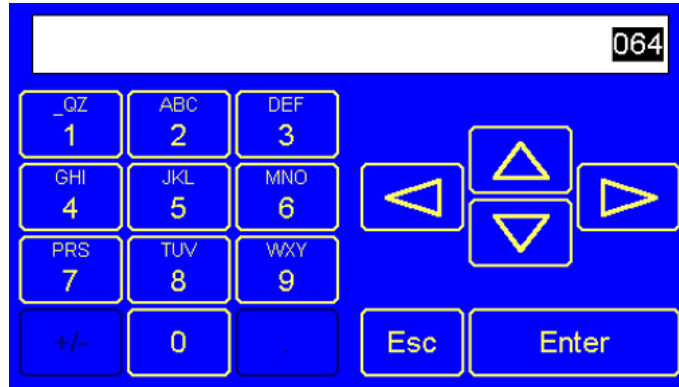 064
_QZ ABC DEF
1 2 3
GHI JKL MNO
4 5 6
PRS TUV WXY
7 8 9
+/- 0 . Esc Enter